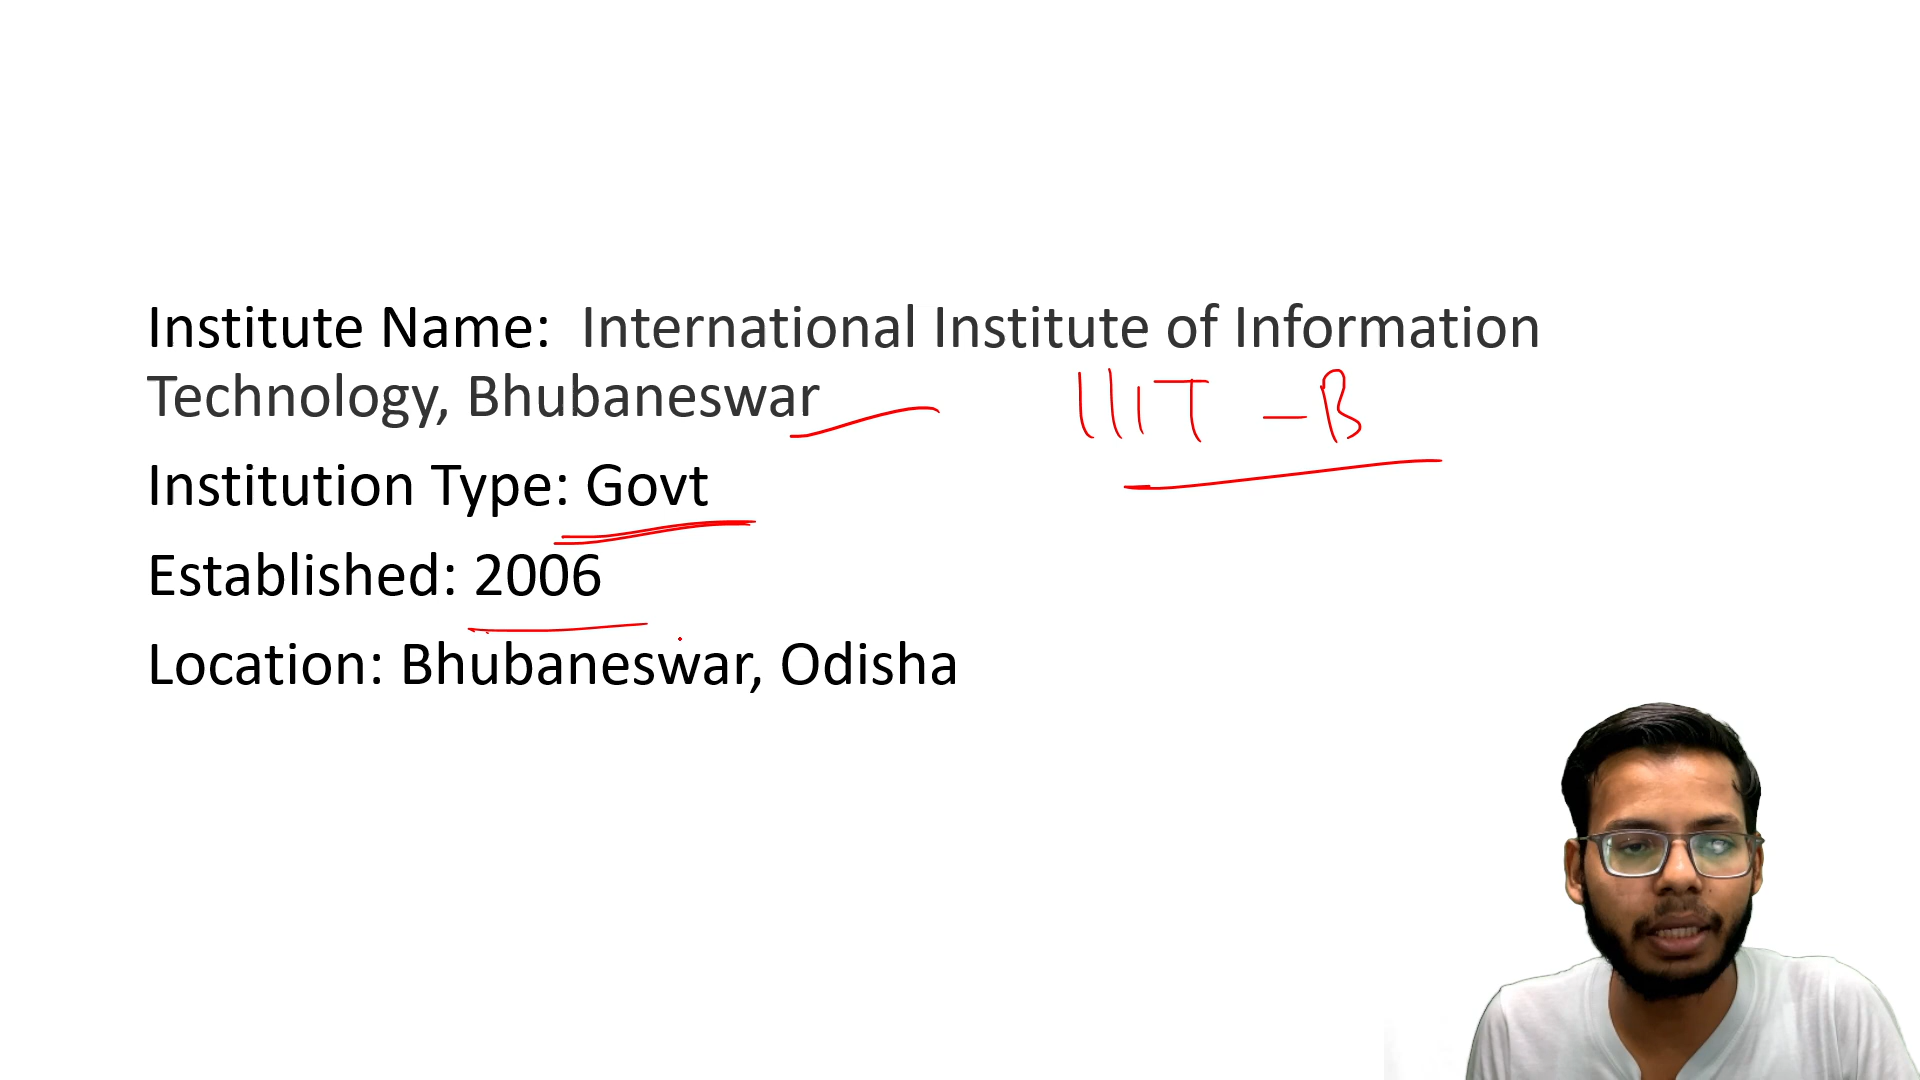 Institute Name: International Institute of Information
Technology, Bhubaneswar
IIIT - B
Institution Type: Govt
Established: 2006
Location: Bhubaneswar, Odisha